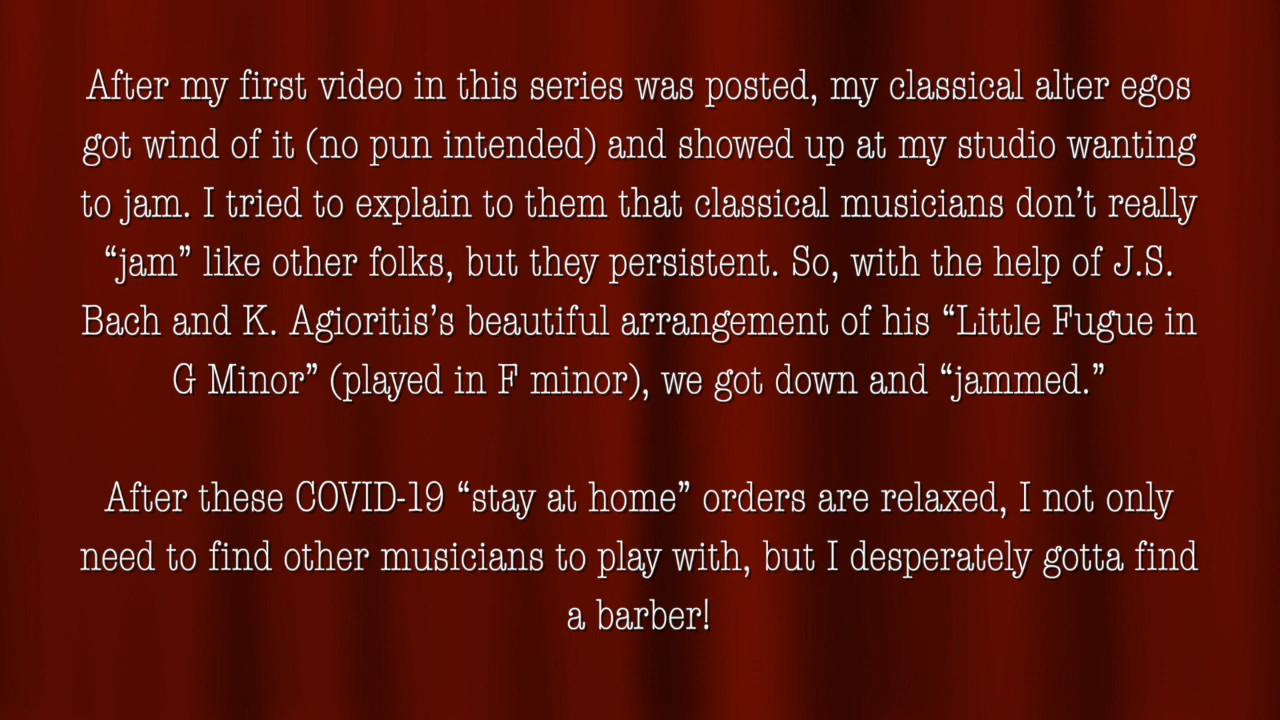 After my first video in this series was posted, my classical alter egos
got wind of it (no pun intended) and showed up at my studio wanting
to jam. I tried to explain to them that classical musicians don’t really
“jam” like other folks, but they persistent. So, with the help of J.S.
Bach and K. Agioritis’s beautiful arrangement of his “Little Fugue in
G Minor” (played in F minor), we got down and “jammed.”
After these COVID-19 “stay at home” orders are relaxed, I not only
need to find other musicians to play with, but I desperately gotta find
a barber!